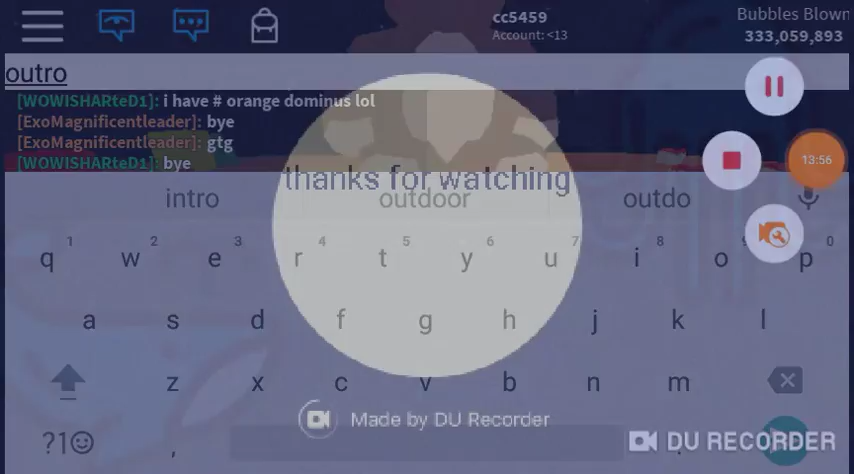 cc5459
Account: <13
Bubbles Blown
333,059,893
outro
[WOWISHARteD1]: i have # orange dominus lol
[ExoMagnificentleader]: bye
[ExoMagnificentleader]: gtg
[WOWISHARteD1]: bye
13:56
thanks for watching
intro outdoor outdo
1 2 3 4 5 6 7 8 9 0
q w e r t y u i o p
a s d f g h j k l
z x c v b n m
?1 , .
Made by DU Recorder
DU RECORDER